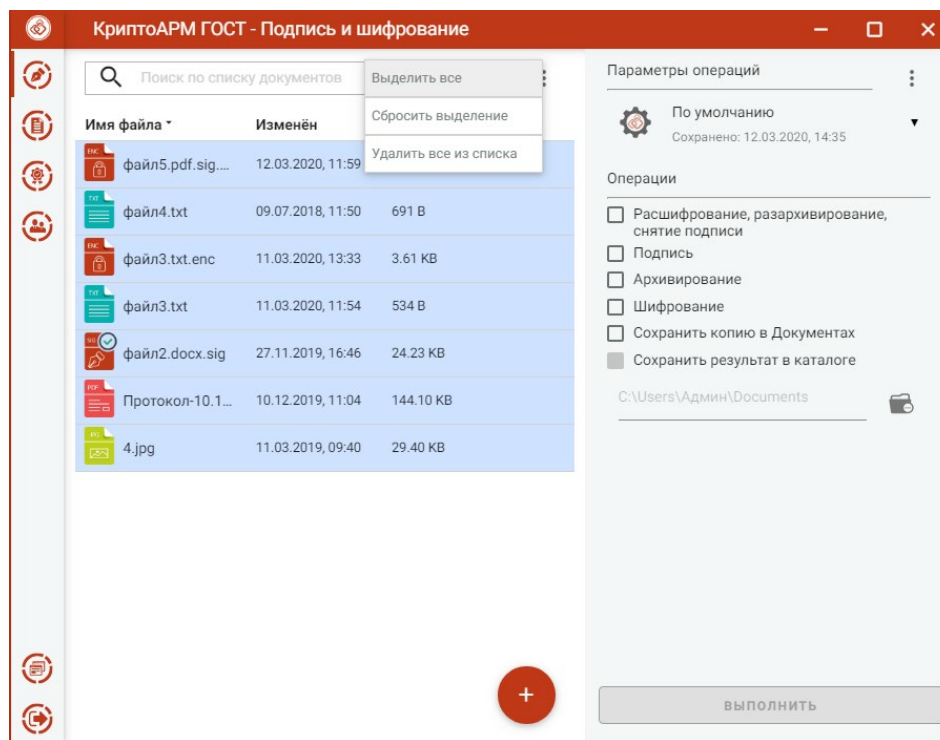 КриптоАРМ ГОСТ - Подпись и шифрование
Поиск по списку документов
Выделить все
Сбросить выделение
Удалить все из списка
Имя файла Изменён
ENC файл5.pdf.sig.... 12.03.2020, 11:59
TXT файл4.txt 09.07.2018, 11:50 691 B
ENC файл3.txt.enc 11.03.2020, 13:33 3.61 KB
TXT файл3.txt 11.03.2020, 11:54 534 B
SIG файл2.docx.sig 27.11.2019, 16:46 24.23 KB
PDF Протокол-10.1... 10.12.2019, 11:04 144.10 KB
4.jpg 11.03.2019, 09:40 29.40 KB
+
Параметры операций
По умолчанию
Сохранено: 12.03.2020, 14:35
Операции
Расшифрование, разархивирование,
снятие подписи
Подпись
Архивирование
Шифрование
Сохранить копию в Документах
Сохранить результат в каталоге
C:\Users\Админ\Documents
ВЫПОЛНИТЬ